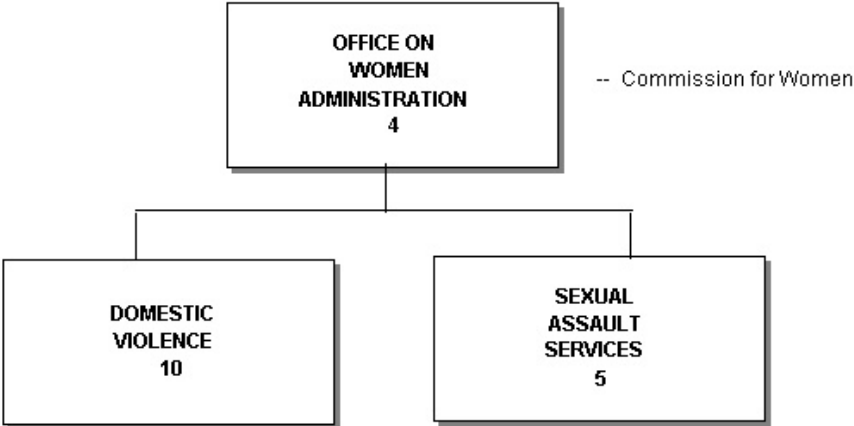 OFFICE ON
WOMEN
ADMINISTRATION
4
-- Commission for Women
DOMESTIC
VIOLENCE
10
SEXUAL
ASSAULT
SERVICES
5